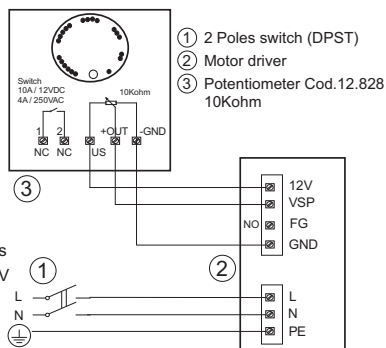 1 2 Poles switch (DPST)
2 Motor driver
3 Potentiometer Cod.12.828
10Kohm
Switch
10A / 12VDC
4A / 250VAC
10Kohm
1 2 +OUT -GND
NC NC US
3
12V
VSP
NO FG
GND
2
s
V
1
L
N
L
N
PE